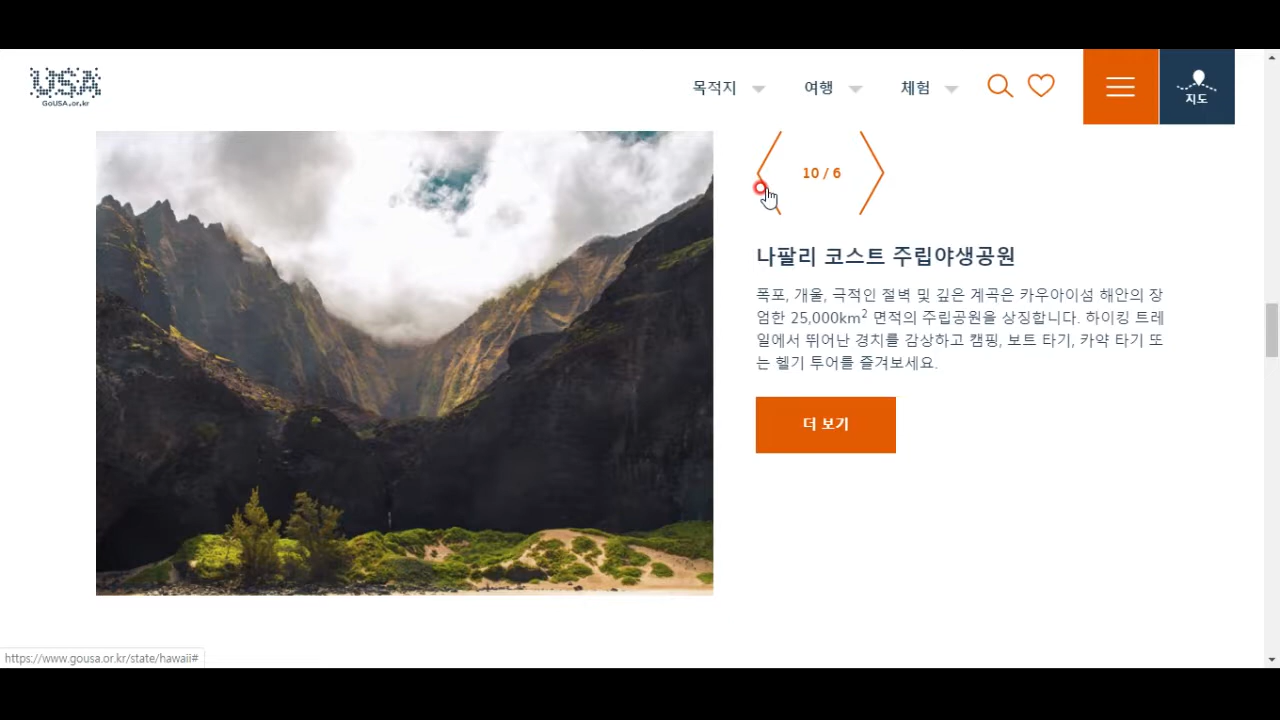 USA
GoUSA.or.kr
목적지
여행
체험
지도
10 / 6
나팔리 코스트 주립야생공원
폭포, 개울, 극적인 절벽 및 깊은 계곡은 카우아이섬 해안의 장
엄한 25,000km² 면적의 주립공원을 상징합니다. 하이킹 트레
일에서 뛰어난 경치를 감상하고 캠핑, 보트 타기, 카약 타기 또
는 헬기 투어를 즐겨보세요.
더 보기
https://www.gousa.or.kr/state/hawaii#